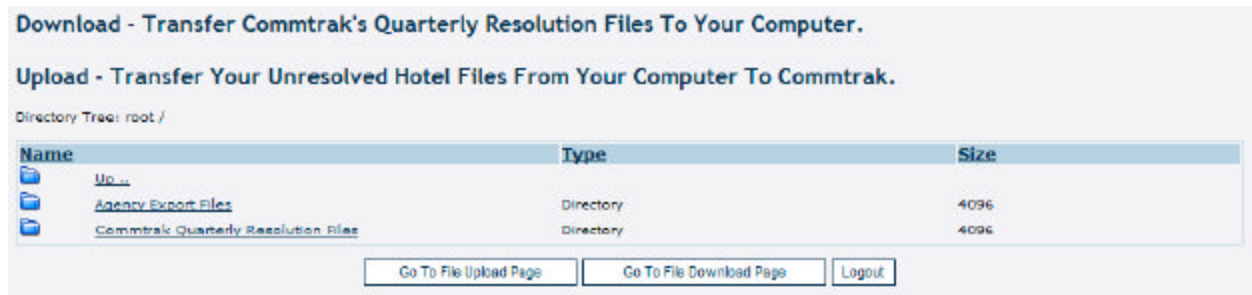 Download - Transfer Commtrak's Quarterly Resolution Files To Your Computer.
Upload - Transfer Your Unresolved Hotel Files From Your Computer To Commtrak.
Directory Tree: root /
Name Type Size
Up ..
Agency Export Files Directory 4096
Commtrak Quarterly Resolution Files Directory 4096
Go To File Upload Page Go To File Download Page Logout